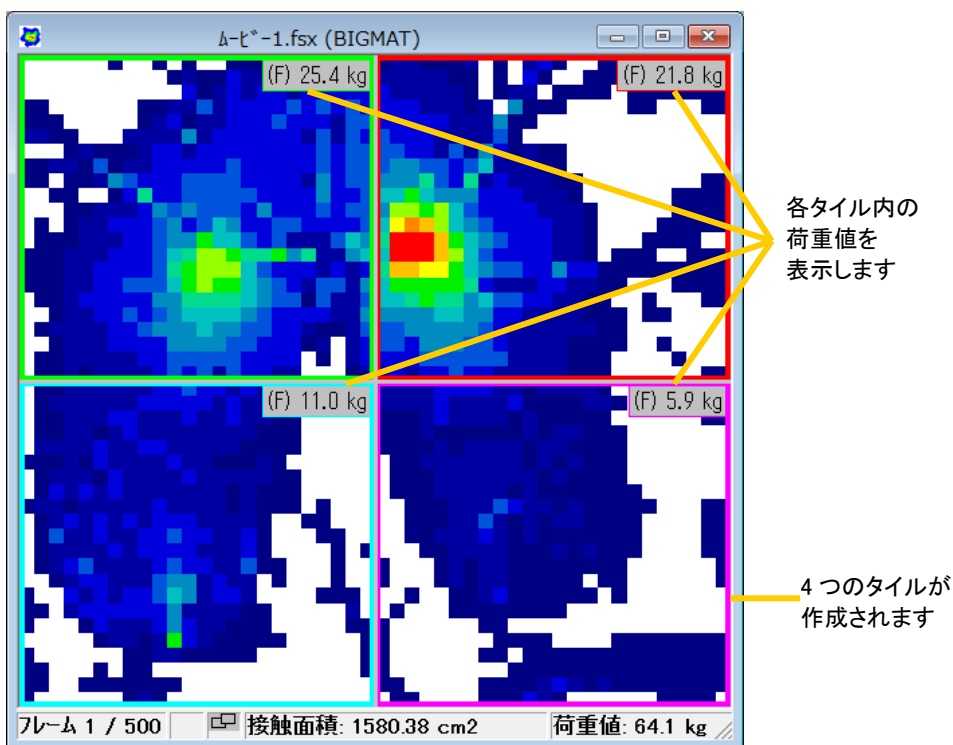 ﾑｰﾋﾞｰ1.fsx (BIGMAT)
(F) 25.4 kg
(F) 21.8 kg
各タイル内の
荷重値を
表示します
(F) 11.0 kg
(F) 5.9 kg
4 つのタイルが
作成されます
ﾌﾚｰﾑ 1 / 500
接触面積: 1580.38 cm2
荷重値: 64.1 kg